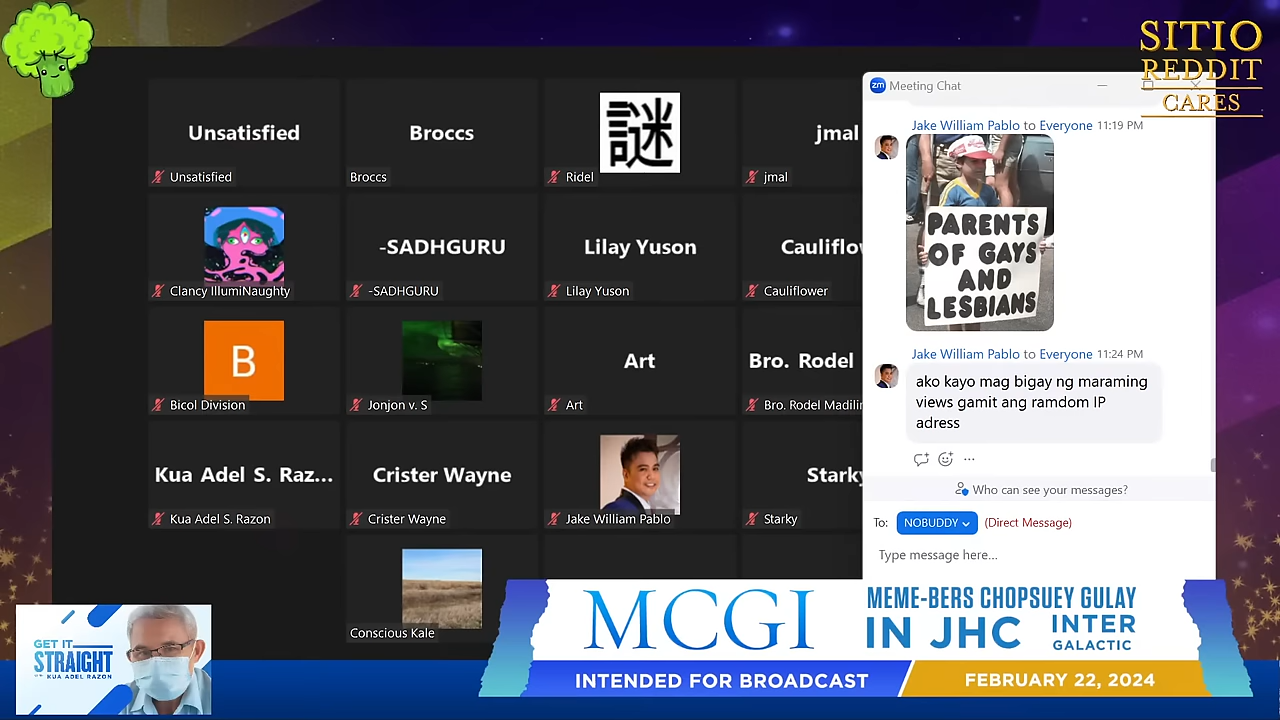 SITIO
REDDIT
CARES
Meeting Chat
Unsatisfied
Unsatisfied
Broccs
Broccs
謎
Ridel
jmal
jmal
Clancy IllumiNaughty
-SADHGURU
-SADHGURU
Lilay Yuson
Lilay Yuson
Cauliflow
Cauliflower
B
Bicol Division
Jonjon v. S
Art
Art
Bro. Rodel
Bro. Rodel Madilin
Kua Adel S. Raz...
Kua Adel S. Razon
Crister Wayne
Crister Wayne
Jake William Pablo
Starky
Starky
Conscious Kale
zm
Jake William Pablo to Everyone 11:19 PM
PARENTS
OF GAYS
AND
LESBIANS
Jake William Pablo to Everyone 11:24 PM
ako kayo mag bigay ng maraming
views gamit ang ramdom IP
adress
Who can see your messages?
To: NOBUDDY (Direct Message)
Type message here...
GET IT
STRAIGHT
KUA ADEL RAZON
MCGI
MEME-BERS CHOPSUEY GULAY
IN JHC
INTER
GALACTIC
INTENDED FOR BROADCAST
FEBRUARY 22, 2024